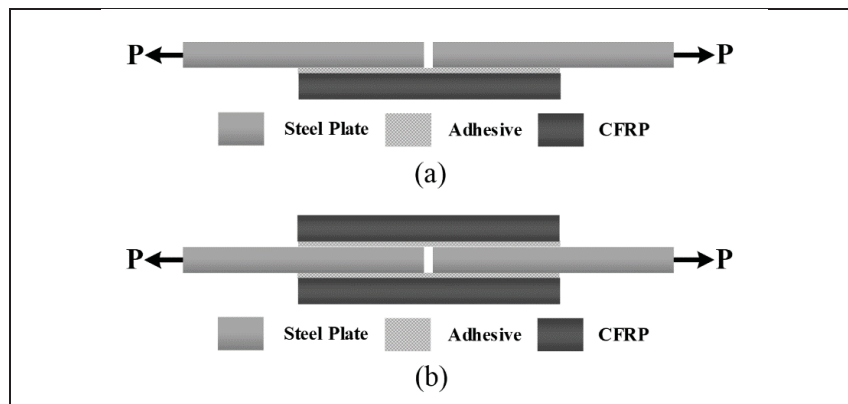 P P
Steel Plate Adhesive CFRP
(a)
P P
Steel Plate Adhesive CFRP
(b)